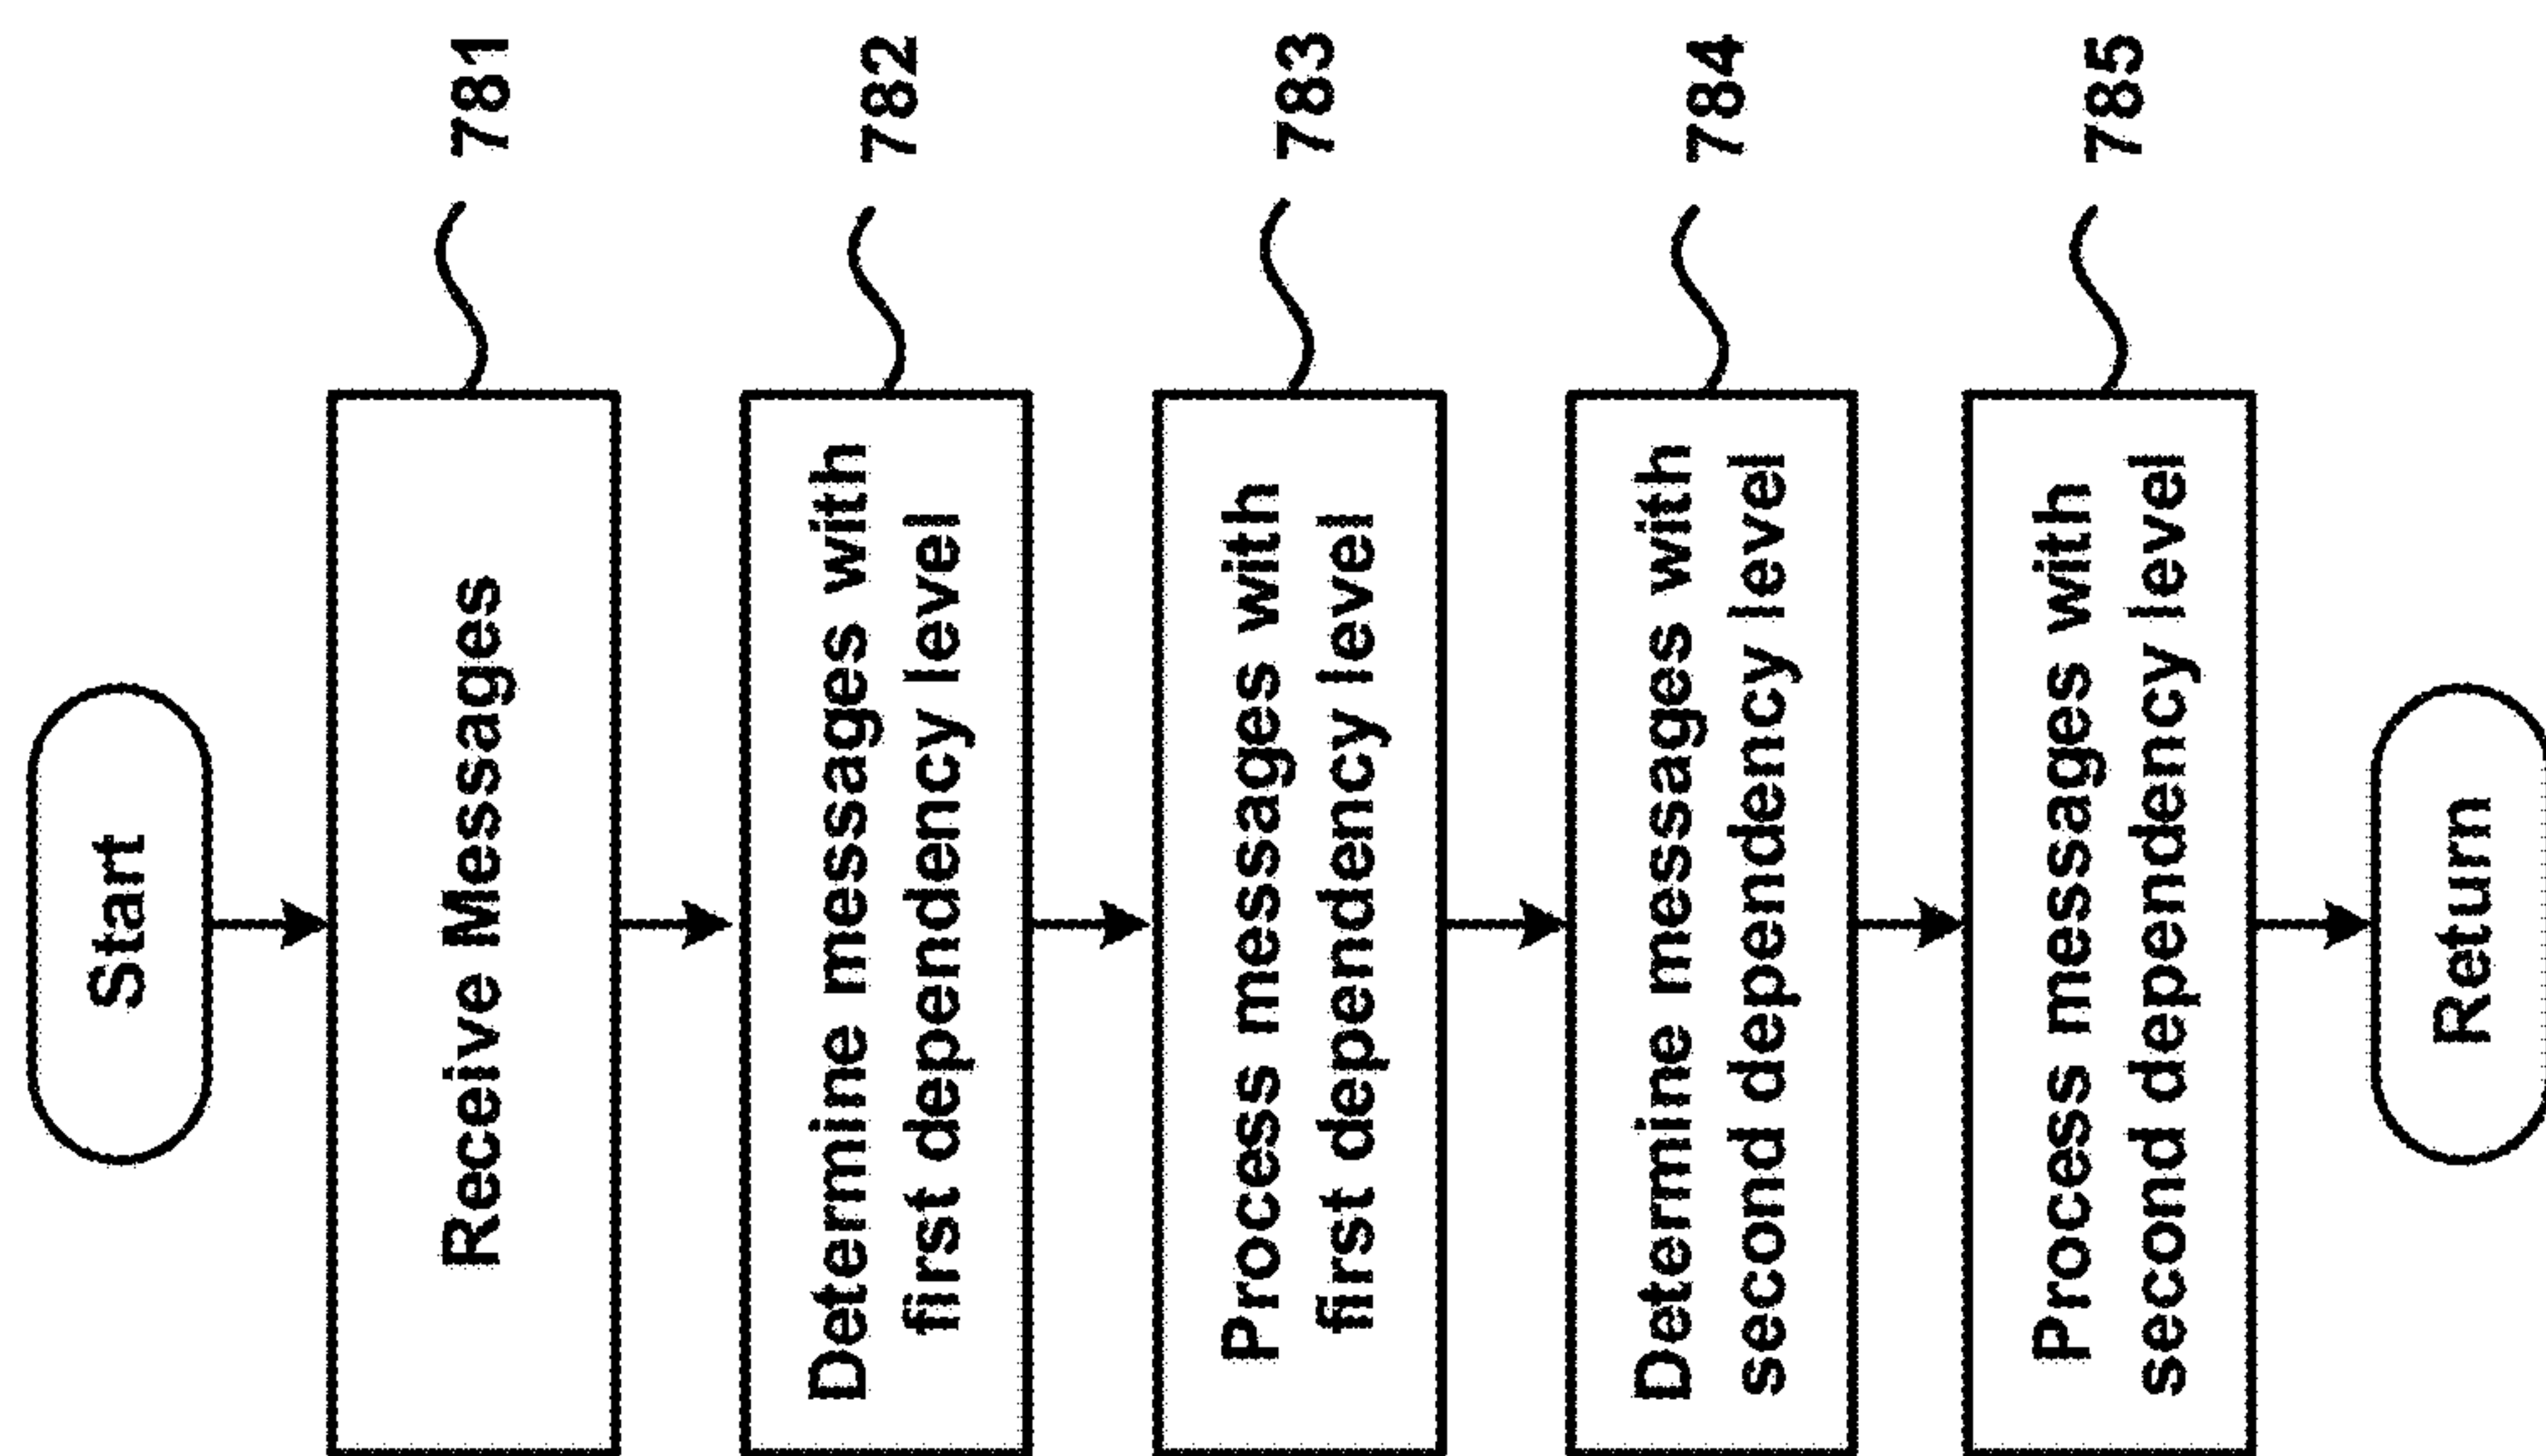 Start
Receive Messages
781
Determine messages with
first dependency level
782
Process messages with
first dependency level
783
Determine messages with
second dependency level
784
Process messages with
second dependency level
785
Return